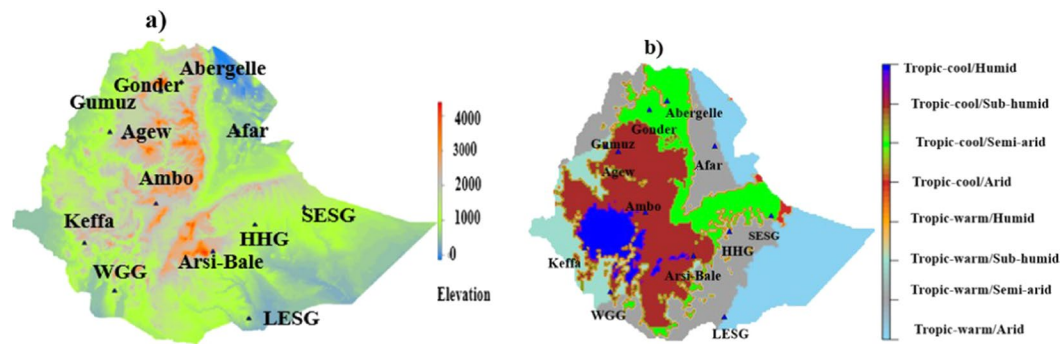 a)
Abergelle
Gonder
Gumuz
Agew
Afar
Ambo
Keffa
SESG
HHG
Arsi-Bale
WGG
LESG
4000
3000
2000
1000
0
Elevation
b)
Abergelle
Gonder
Gumuz
Agew
Afar
Ambo
SESG
HHG
Keffa
Arsi-Bale
WGG
LESG
Tropic-cool/Humid
Tropic-cool/Sub-humid
Tropic-cool/Semi-arid
Tropic-cool/Arid
Tropic-warm/Humid
Tropic-warm/Sub-humid
Tropic-warm/Semi-arid
Tropic-warm/Arid